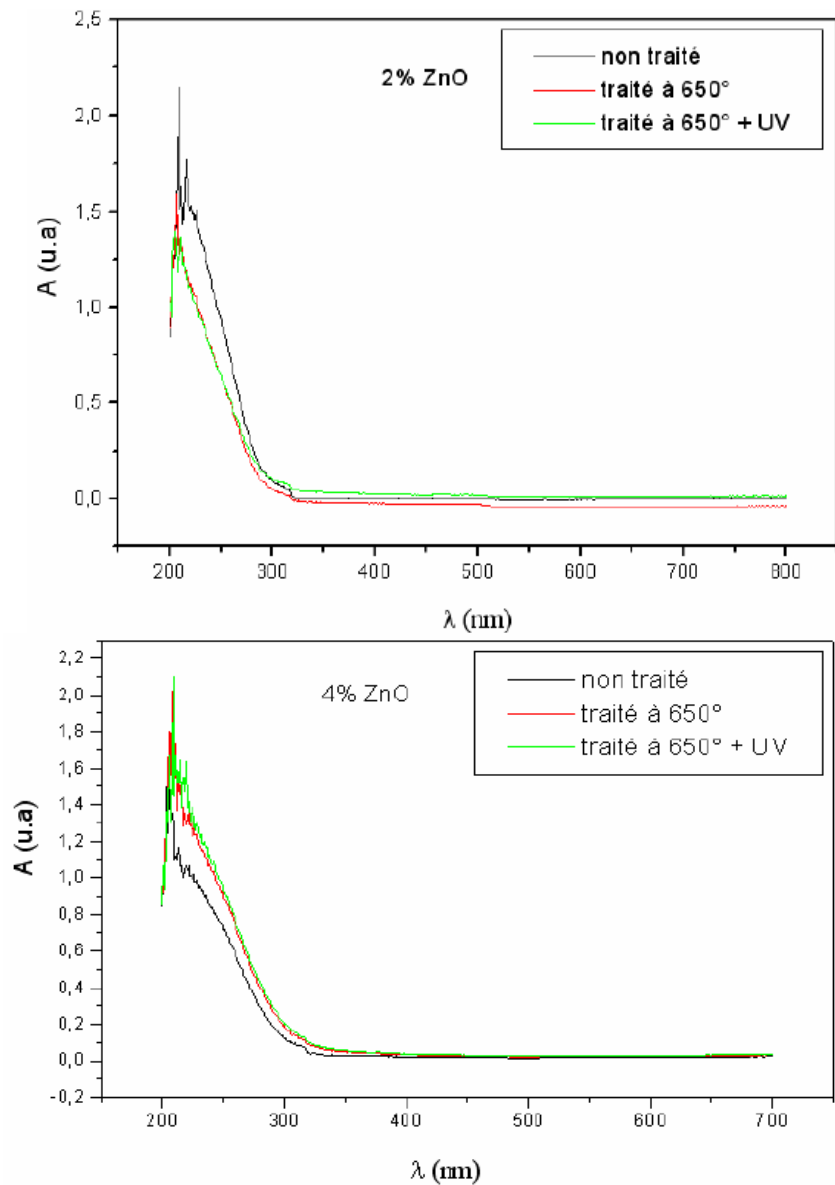 2,5
2,0
1,5
1,0
0,5
0,0
A (u.a)
2% ZnO
non traité
traité à 650°
traité à 650° + UV
200 300 400 500 600 700 800
λ (nm)
2,2
2,0
1,8
1,6
1,4
1,2
1,0
0,8
0,6
0,4
0,2
0,0
-0,2
A (u.a)
4% ZnO
non traité
traité à 650°
traité à 650° + UV
200 300 400 500 600 700
λ (nm)